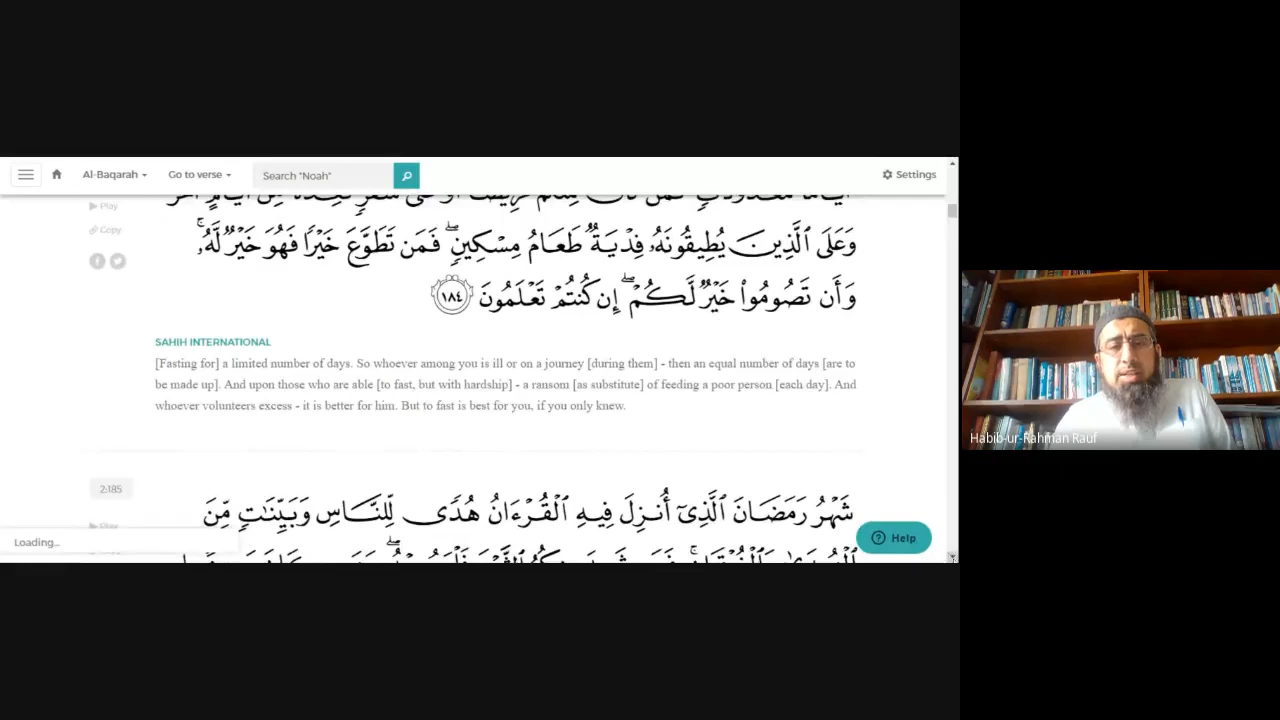 Al-Baqarah
Go to verse
Search "Noah"
Settings
Play
Copy
وَعَلَى ٱلَّذِينَ يُطِيقُونَهُۥ فِدْيَةٌ طَعَامُ مِسْكِينٍ ۖ فَمَن تَطَوَّعَ خَيْرًا فَهُوَ خَيْرٌ لَّهُۥ ۚ
وَأَن تَصُومُوا۟ خَيْرٌ لَّكُمْ ۖ إِن كُنتُمْ تَعْلَمُونَ ١٨٤
SAHIH INTERNATIONAL
[Fasting for] a limited number of days. So whoever among you is ill or on a journey [during them] - then an equal number of days [are to
be made up]. And upon those who are able [to fast, but with hardship] - a ransom [as substitute] of feeding a poor person [each day]. And
whoever volunteers excess - it is better for him. But to fast is best for you, if you only knew.
2:185
شَهْرُ رَمَضَانَ ٱلَّذِىٓ أُنزِلَ فِيهِ ٱلْقُرْءَانُ هُدًى لِّلنَّاسِ وَبَيِّنَٰتٍ مِّنَ
Play
Loading...
Help
Habib-ur-Rahman Rauf